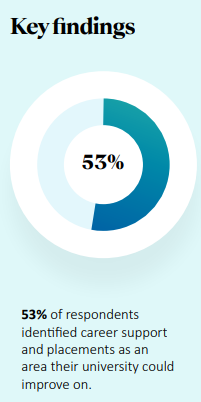 Key findings
53%
53% of respondents
identified career support
and placements as an
area their university could
improve on.